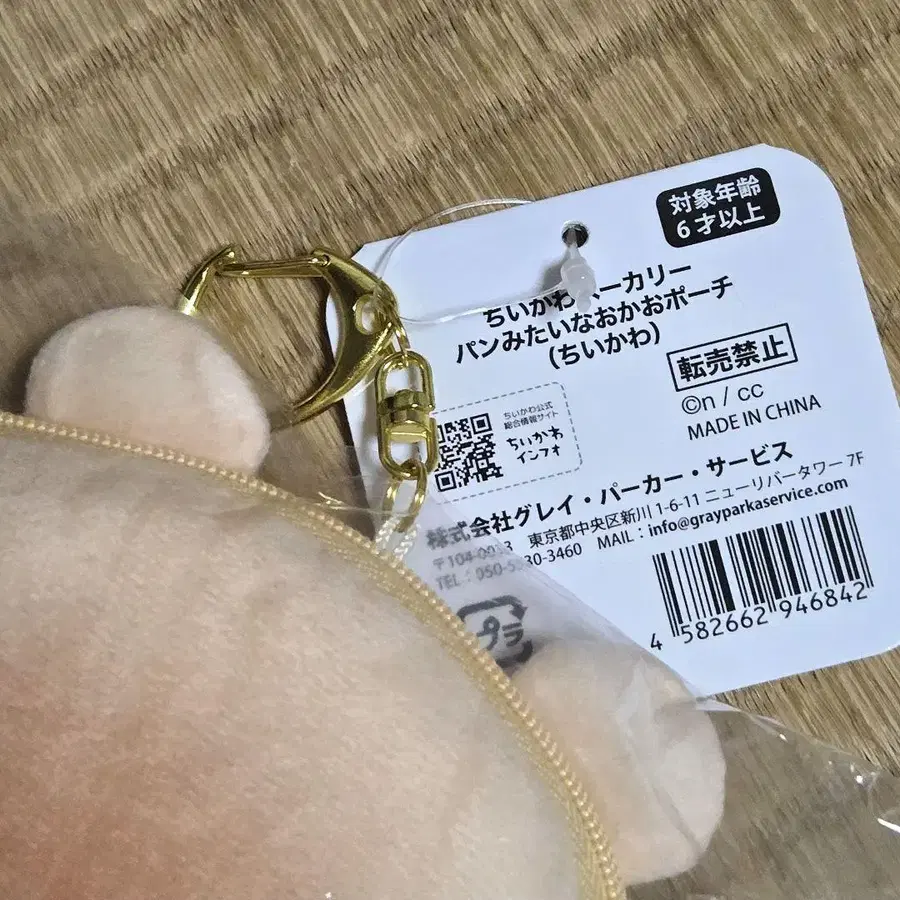 対象年齢
6才以上
ちいかわベーカリー
パンみたいなおかおポーチ
(ちいかわ)
転売禁止
©n / cc
MADE IN CHINA
ちいかわ公式
総合情報サイト
ちいかわ
インフォ
株式会社グレイ・パーカー・サービス
東京都中央区新川 1-6-11 ニューリバータワー 7F
MAIL：info@grayparkaservice.com
プラ
4 582662 946842